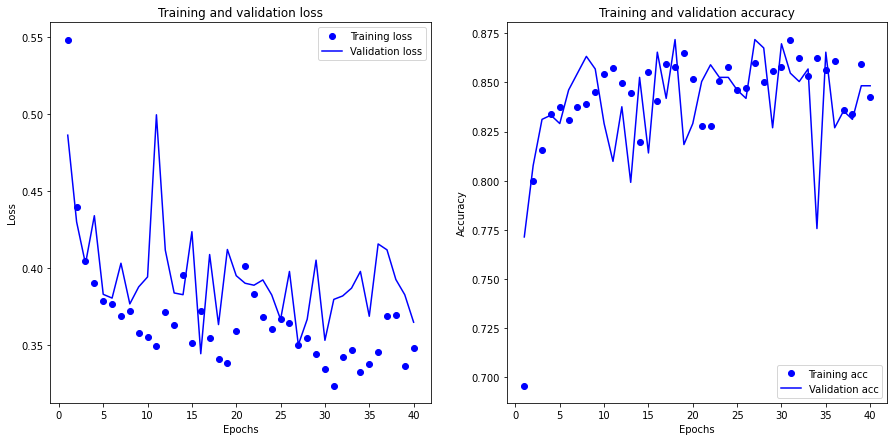 Training and validation loss
0.55
0.50
0.45
0.40
0.35
Loss
0 5 10 15 20 25 30 35 40
Epochs
Training loss
Validation loss
Training and validation accuracy
0.875
0.850
0.825
0.800
0.775
0.750
0.725
0.700
Accuracy
0 5 10 15 20 25 30 35 40
Epochs
Training acc
Validation acc